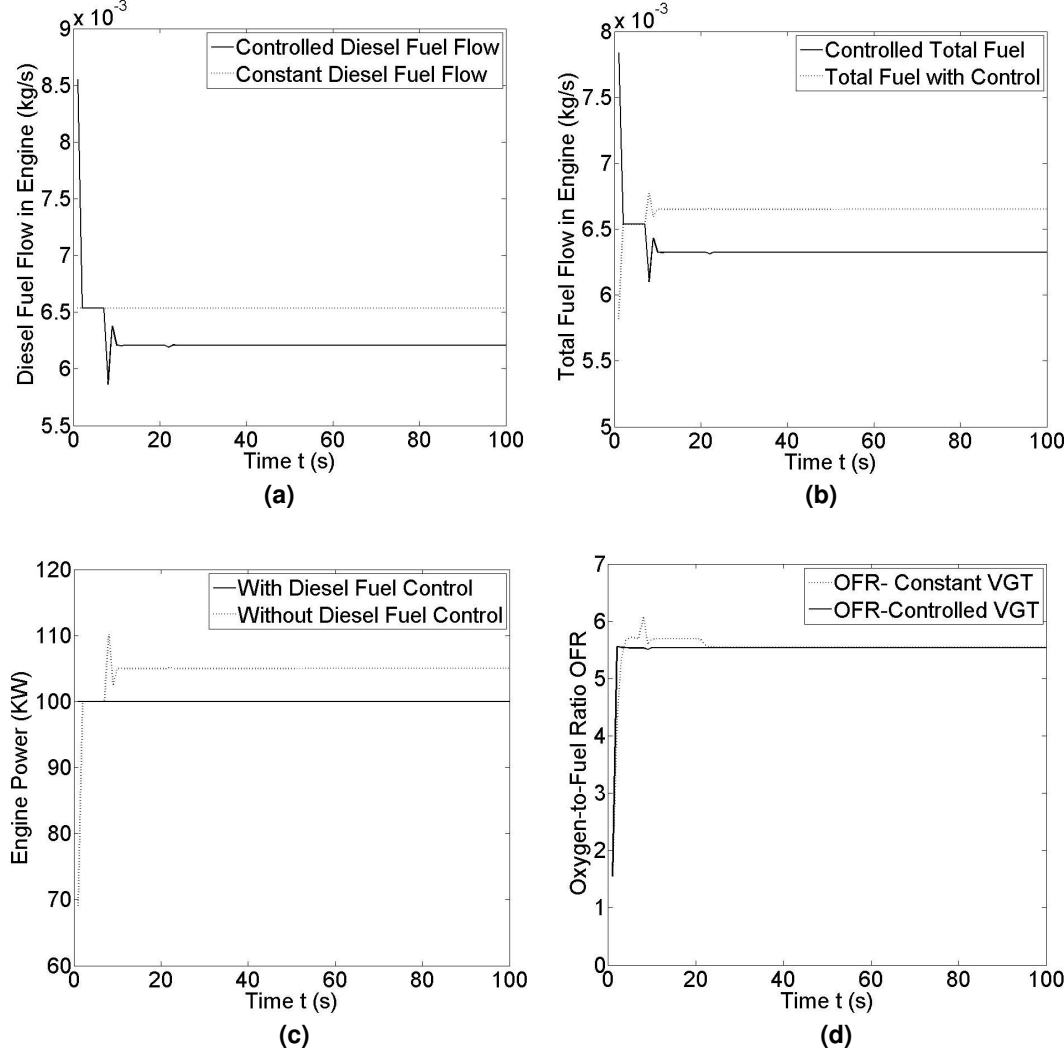 9 x 10⁻³
Controlled Diesel Fuel Flow
Constant Diesel Fuel Flow
8.5
8
7.5
7
6.5
6
5.5
Diesel Fuel Flow in Engine (kg/s)
0 20 40 60 80 100
Time t (s)
(a)
8 x 10⁻³
Controlled Total Fuel
Total Fuel with Control
7.5
7
6.5
6
5.5
5
Total Fuel Flow in Engine (kg/s)
0 20 40 60 80 100
Time t (s)
(b)
120
With Diesel Fuel Control
Without Diesel Fuel Control
110
100
90
80
70
60
Engine Power (KW)
0 20 40 60 80 100
Time t (s)
(c)
7
OFR- Constant VGT
OFR-Controlled VGT
6
5
4
3
2
1
0
Oxygen-to-Fuel Ratio OFR
0 20 40 60 80 100
Time t (s)
(d)